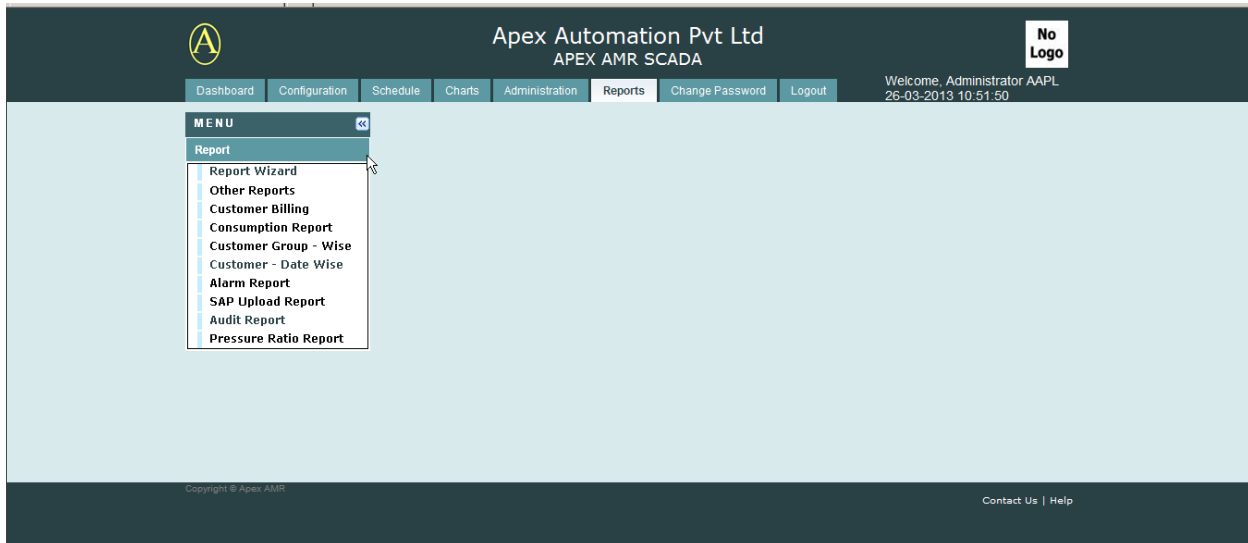 A
Apex Automation Pvt Ltd
APEX AMR SCADA
No
Logo
Dashboard Configuration Schedule Charts Administration Reports Change Password Logout
Welcome, Administrator AAPL
26-03-2013 10:51:50
MENU
Report
Report Wizard
Other Reports
Customer Billing
Consumption Report
Customer Group - Wise
Customer - Date Wise
Alarm Report
SAP Upload Report
Audit Report
Pressure Ratio Report
Copyright © Apex AMR
Contact Us | Help